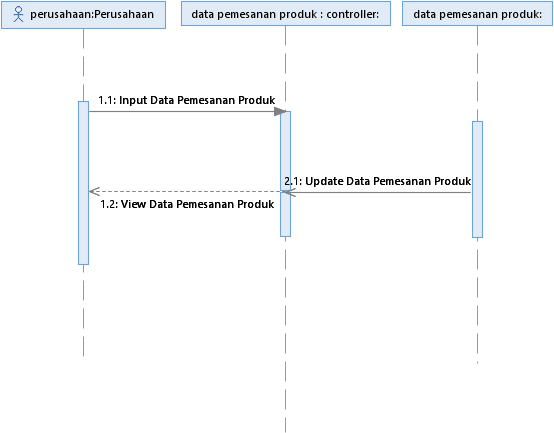 perusahaan:Perusahaan
data pemesanan produk : controller:
data pemesanan produk:
1.1: Input Data Pemesanan Produk
2.1: Update Data Pemesanan Produk
1.2: View Data Pemesanan Produk